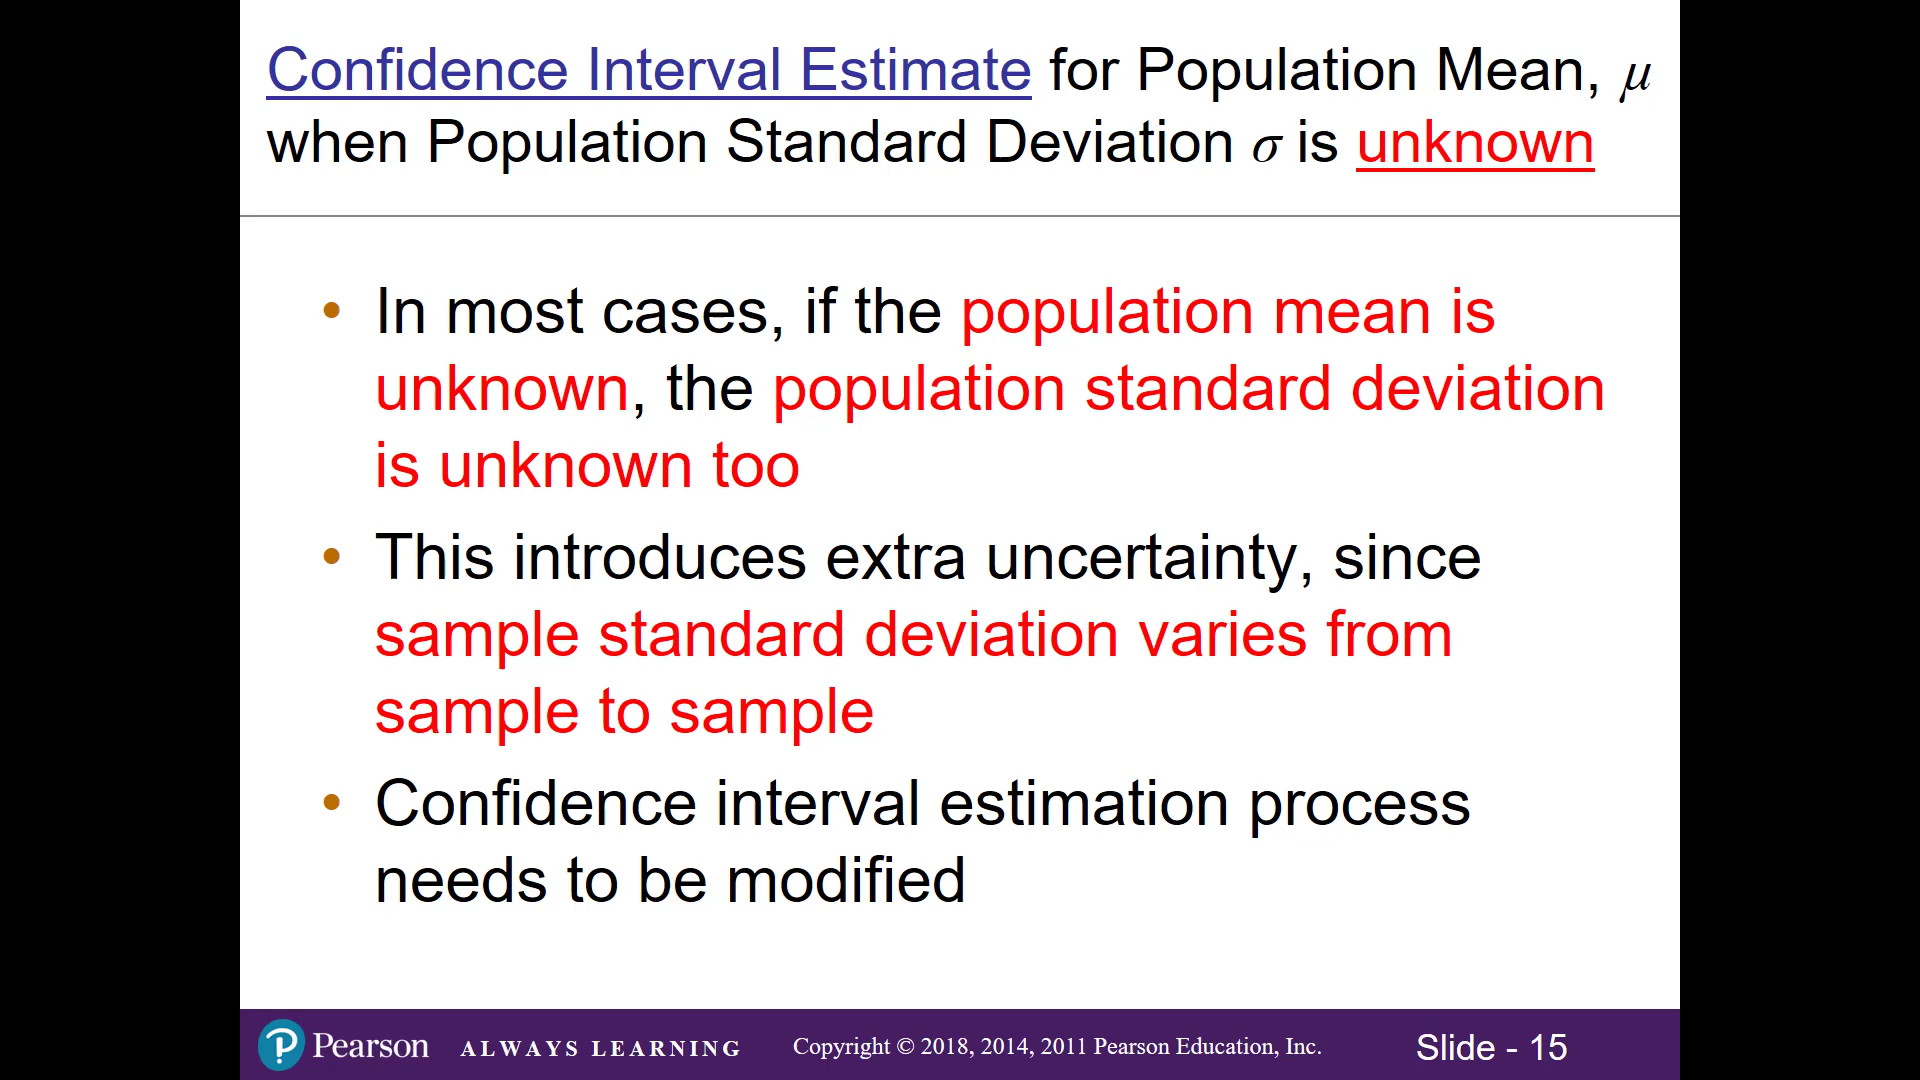 Confidence Interval Estimate for Population Mean, μ
when Population Standard Deviation σ is unknown
• In most cases, if the population mean is
unknown, the population standard deviation
is unknown too
• This introduces extra uncertainty, since
sample standard deviation varies from
sample to sample
• Confidence interval estimation process
needs to be modified
Pearson ALWAYS LEARNING Copyright © 2018, 2014, 2011 Pearson Education, Inc. Slide - 15